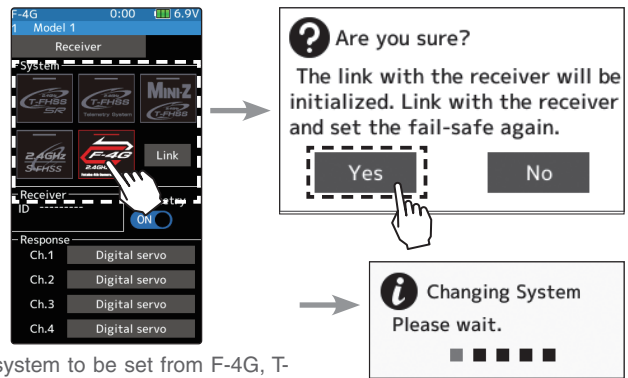 F-4G 0:00 6.9V
1 Model 1
Receiver
System
T-FHSS
SR
T-FHSS
Telemetry System
MINI-Z
T-FHSS
2.4GHz
S-FHSS
F-4G
2.4GHz
Link
Receiver
ID --------
ON
Response
Ch.1 Digital servo
Ch.2 Digital servo
Ch.3 Digital servo
Ch.4 Digital servo
? Are you sure?
The link with the receiver will be
initialized. Link with the receiver
and set the fail-safe again.
Yes No
i Changing System
Please wait.
system to be set from F-4G, T-